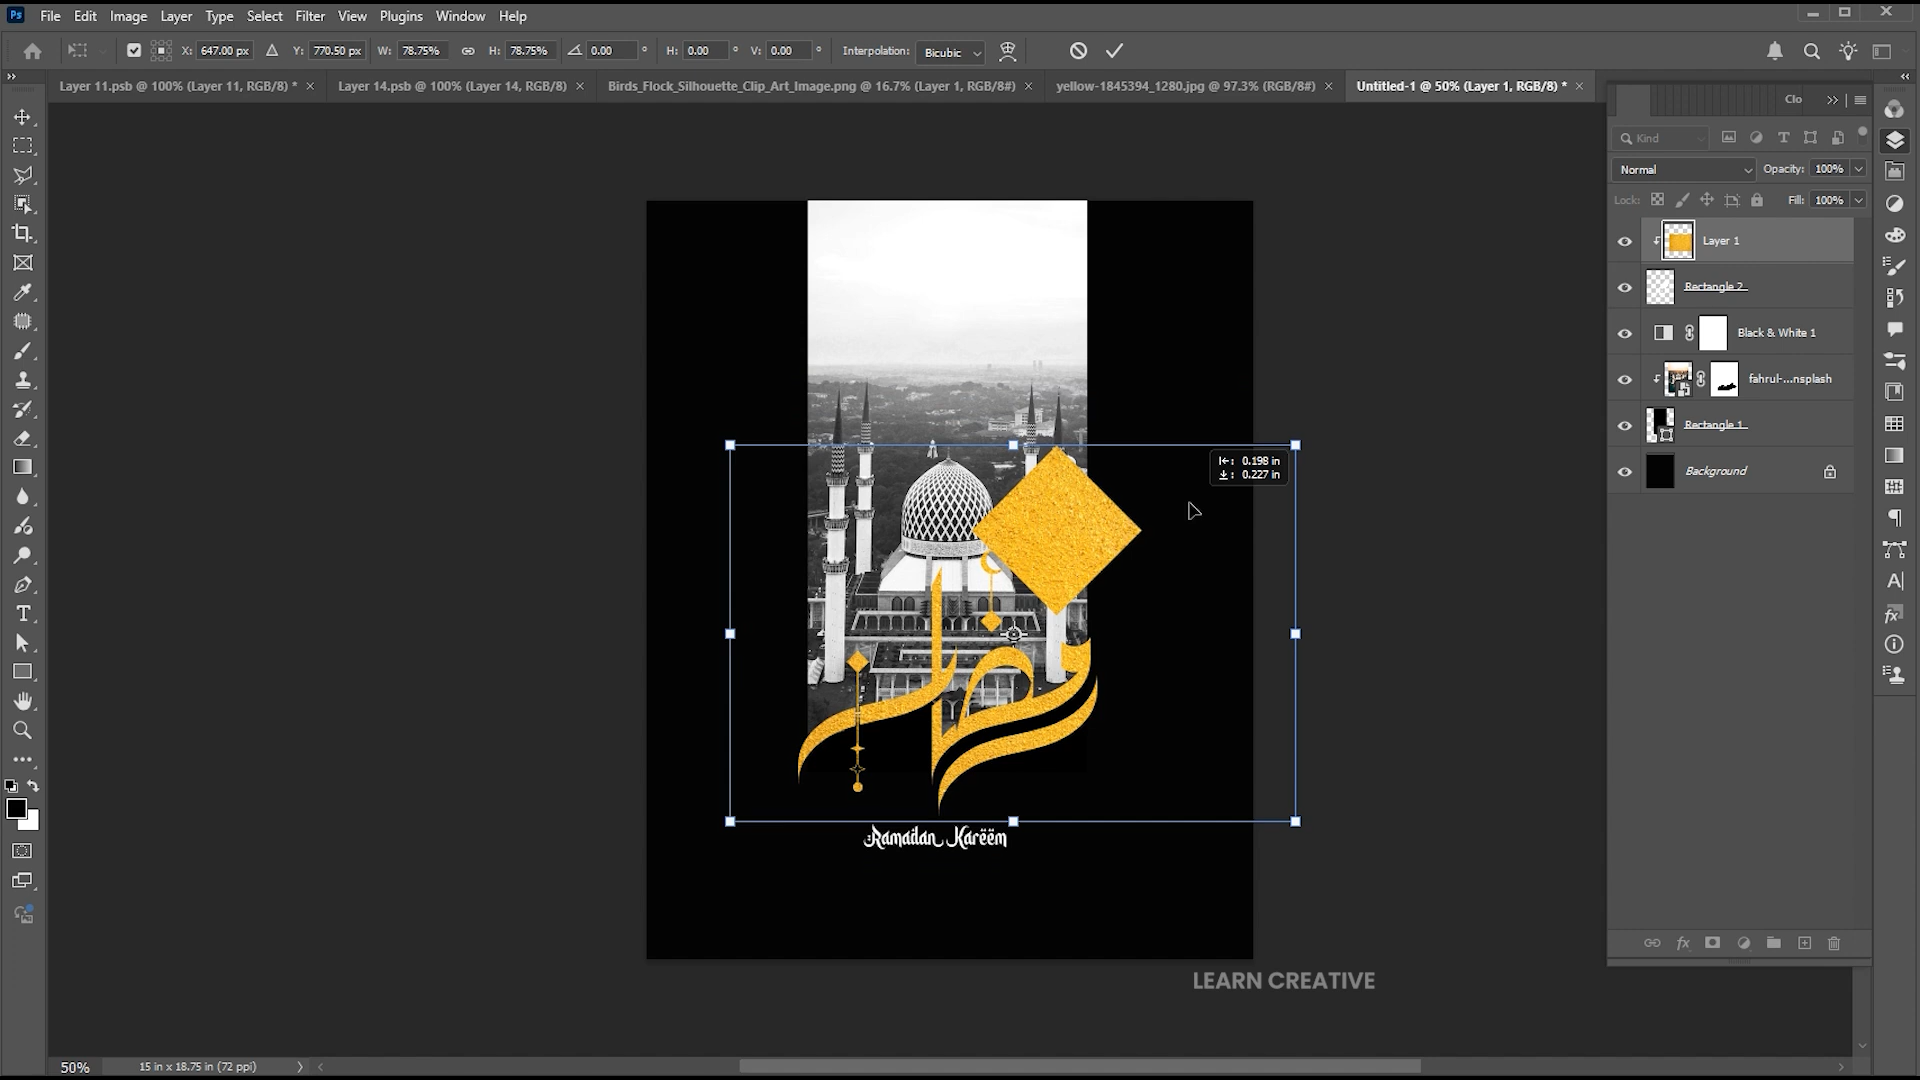 Ps File Edit Image Layer Type Select Filter View Plugins Window Help
X: 647.00 px Y: 770.50 px W: 78.75% H: 78.75% 0.00 ° H: 0.00 ° V: 0.00 ° Interpolation: Bicubic
Layer 11.psb @ 100% (Layer 11, RGB/8) * Layer 14.psb @ 100% (Layer 14, RGB/8) Birds_Flock_Silhouette_Clip_Art_Image.png @ 16.7% (Layer 1, RGB/8#) yellow-1845394_1280.jpg @ 97.3% (RGB/8#) Untitled-1 @ 50% (Layer 1, RGB/8) *
Clo
Kind
Normal Opacity: 100%
Lock: Fill: 100%
Layer 1
Rectangle 2
Black & White 1
fahrul-...nsplash
Rectangle 1
Background
0.198 in
0.227 in
Ramadan Kareem
LEARN CREATIVE
50% 15 in x 18.75 in (72 ppi)